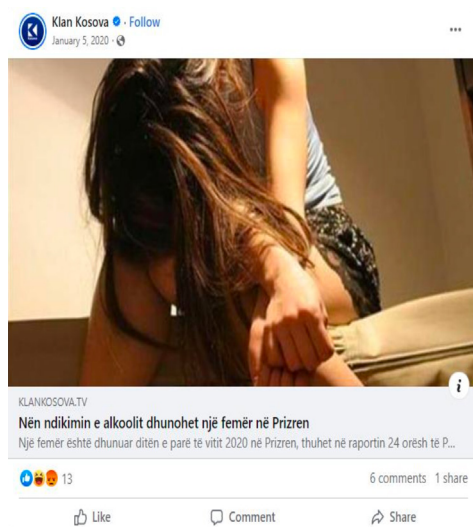 Klan Kosova · Follow
January 5, 2020 ·
KLANKOSOVA.TV
Nën ndikimin e alkoolit dhunohet një femër në Prizren
Një femër është dhunuar ditën e parë të vitit 2020 në Prizren, thuhet në raportin 24 orësh të P...
13 6 comments 1 share
Like Comment Share